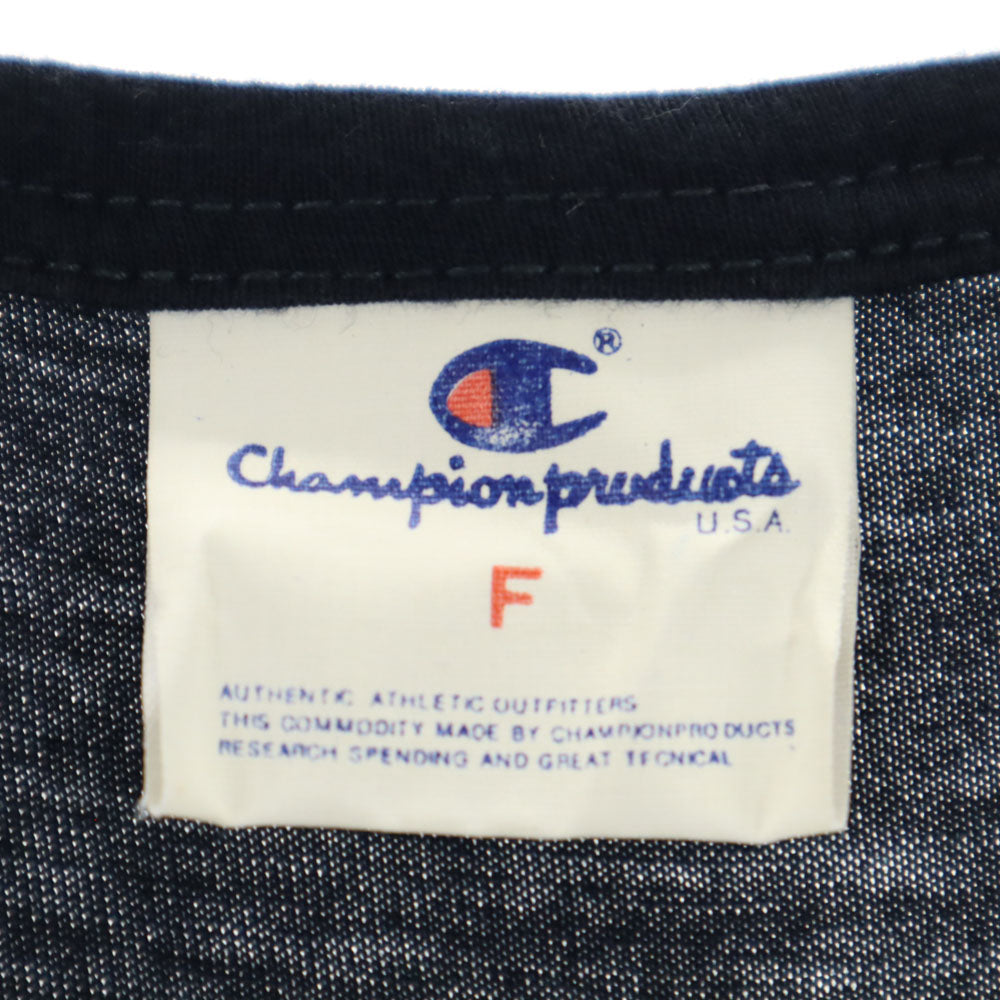 ®
Championproducts
U.S.A.
F
AUTHENTIC ATHLETIC OUTFITTERS
THIS COMMODITY MADE BY CHAMPIONPRODUCTS
RESEARCH SPENDING AND GREAT TECNICAL